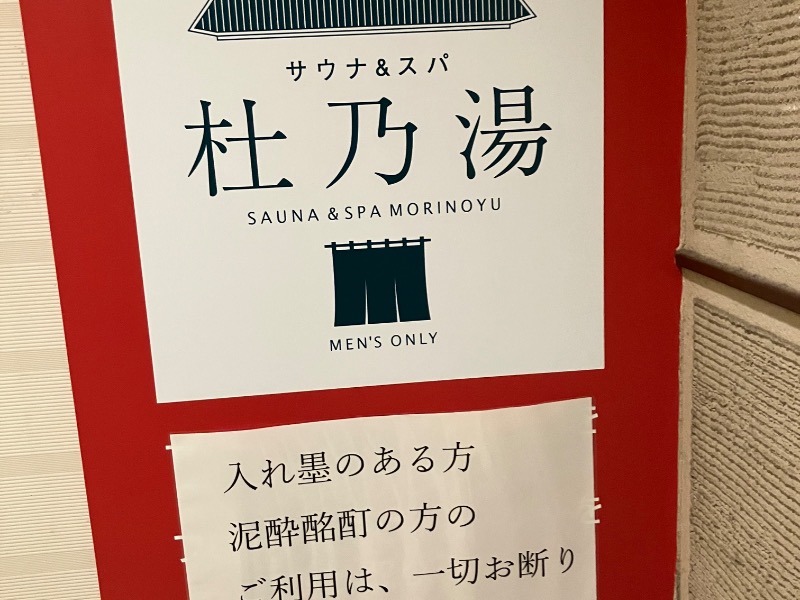 サウナ&スパ
杜乃湯
SAUNA & SPA MORINOYU
MEN'S ONLY
入れ墨のある方
泥酔酩酊の方の
ご利用は、一切お断り